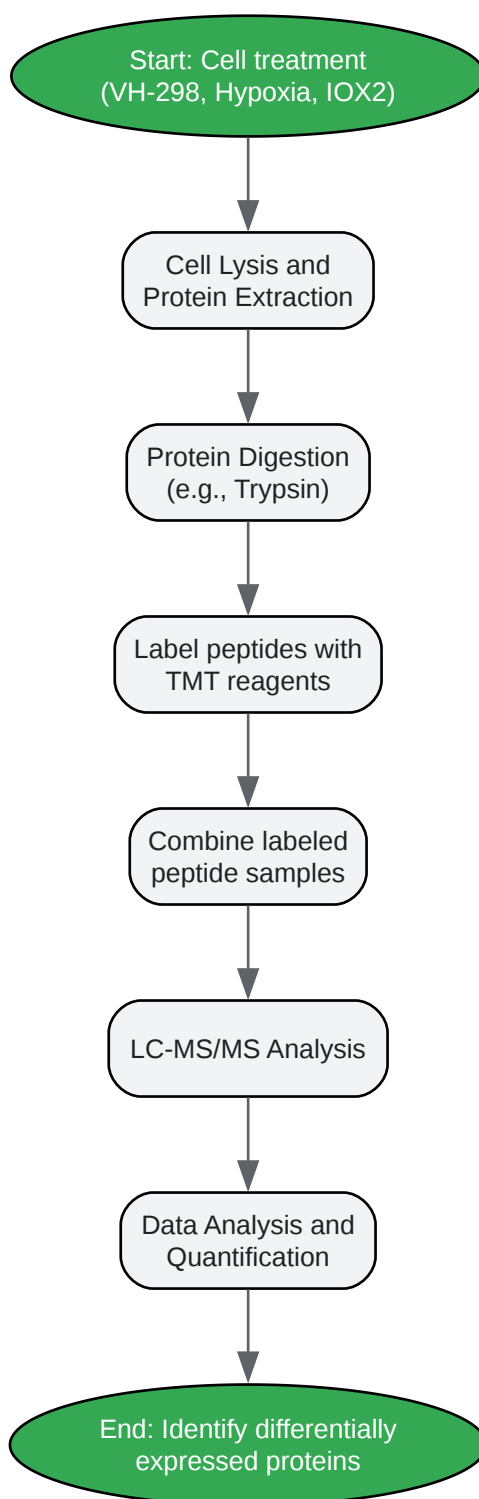 Start: Cell treatment
(VH-298, Hypoxia, IOX2)
Cell Lysis and
Protein Extraction
Protein Digestion
(e.g., Trypsin)
Label peptides with
TMT reagents
Combine labeled
peptide samples
LC-MS/MS Analysis
Data Analysis and
Quantification
End: Identify differentially
expressed proteins